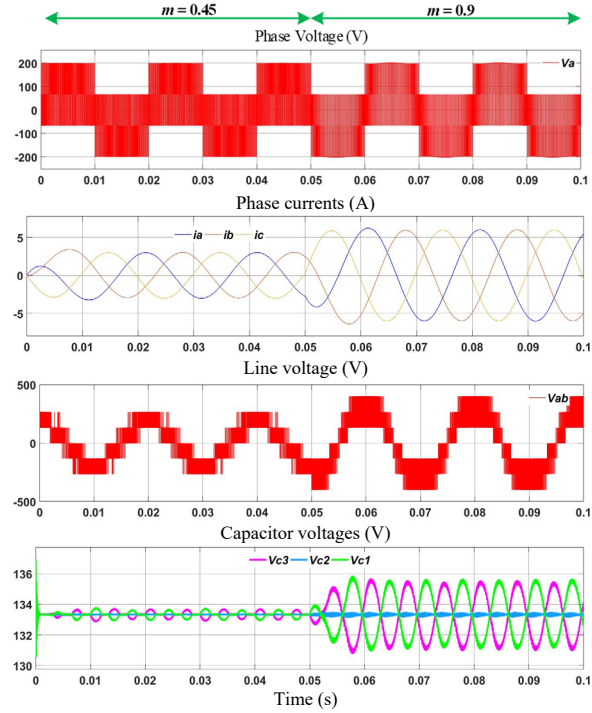 m = 0.45 m = 0.9
Phase Voltage (V)
Va
200
100
0
-100
-200
0 0.01 0.02 0.03 0.04 0.05 0.06 0.07 0.08 0.09 0.1
Phase currents (A)
ia ib ic
5
0
-5
0 0.01 0.02 0.03 0.04 0.05 0.06 0.07 0.08 0.09 0.1
Line voltage (V)
Vab
500
0
-500
0 0.01 0.02 0.03 0.04 0.05 0.06 0.07 0.08 0.09 0.1
Capacitor voltages (V)
Vc3 Vc2 Vc1
136
134
132
130
0 0.01 0.02 0.03 0.04 0.05 0.06 0.07 0.08 0.09 0.1
Time (s)